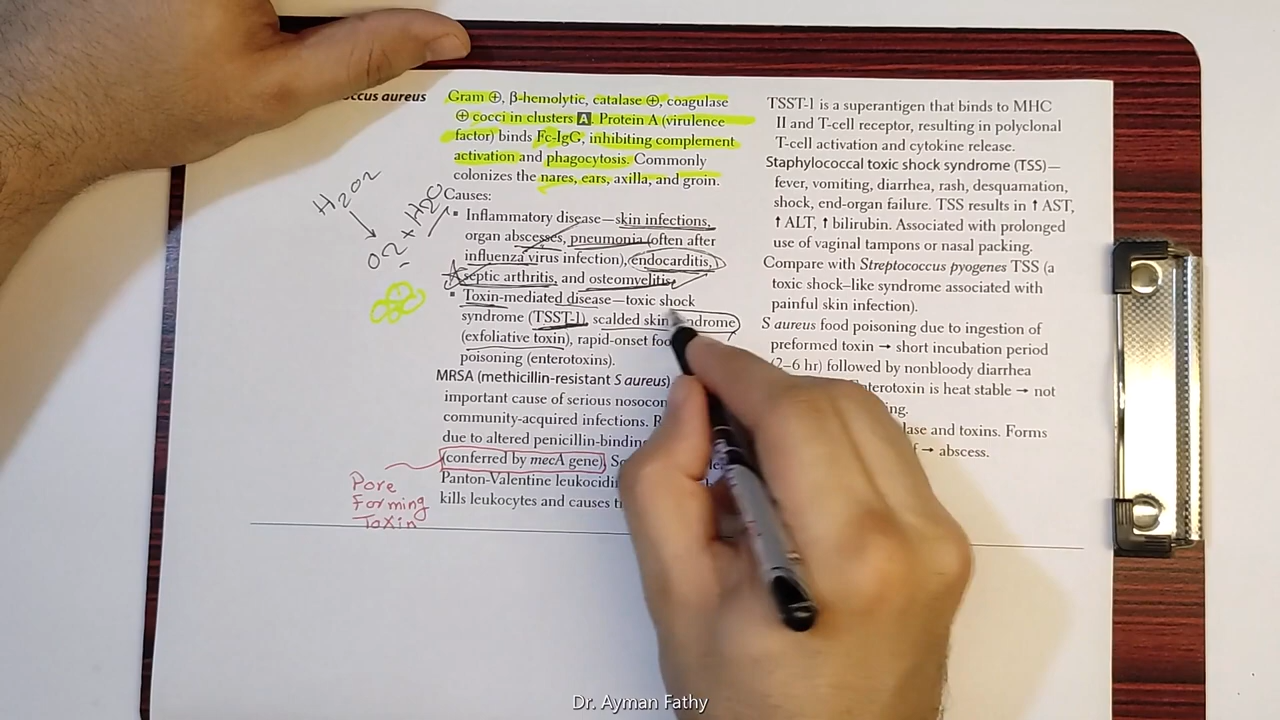 ccus aureus
Gram ⊕, β-hemolytic, catalase ⊕, coagulase
⊕ cocci in clusters A. Protein A (virulence
factor) binds Fc-IgG, inhibiting complement
activation and phagocytosis. Commonly
colonizes the nares, ears, axilla, and groin.
Causes:
▪ Inflammatory disease—skin infections,
organ abscesses, pneumonia (often after
influenza virus infection), endocarditis,
septic arthritis, and osteomyelitis.
▪ Toxin-mediated disease—toxic shock
syndrome (TSST-1), scalded skin syndrome
(exfoliative toxin), rapid-onset
poisoning (enterotoxins).
MRSA (methicillin-resistant S aureus)
important cause of serious
community-acquired infections.
due to altered
(conferred by mecA gene).
Panton-Valentine
kills leukocytes and causes
H2O2
O2 + H2O
Pore
Forming
Toxin
TSST-1 is a superantigen that binds to MHC
II and T-cell receptor, resulting in polyclonal
T-cell activation and cytokine release.
Staphylococcal toxic shock syndrome (TSS)—
fever, vomiting, diarrhea, rash, desquamation,
shock, end-organ failure. TSS results in ↑ AST,
↑ ALT, ↑ bilirubin. Associated with prolonged
use of vaginal tampons or nasal packing.
Compare with Streptococcus pyogenes TSS (a
toxic shock–like syndrome associated with
painful skin infection).
S aureus food poisoning due to ingestion of
preformed toxin → short incubation period
(2–6 hr) followed by nonbloody diarrhea
is heat stable → not
and toxins. Forms
→ abscess.
Dr. Ayman Fathy